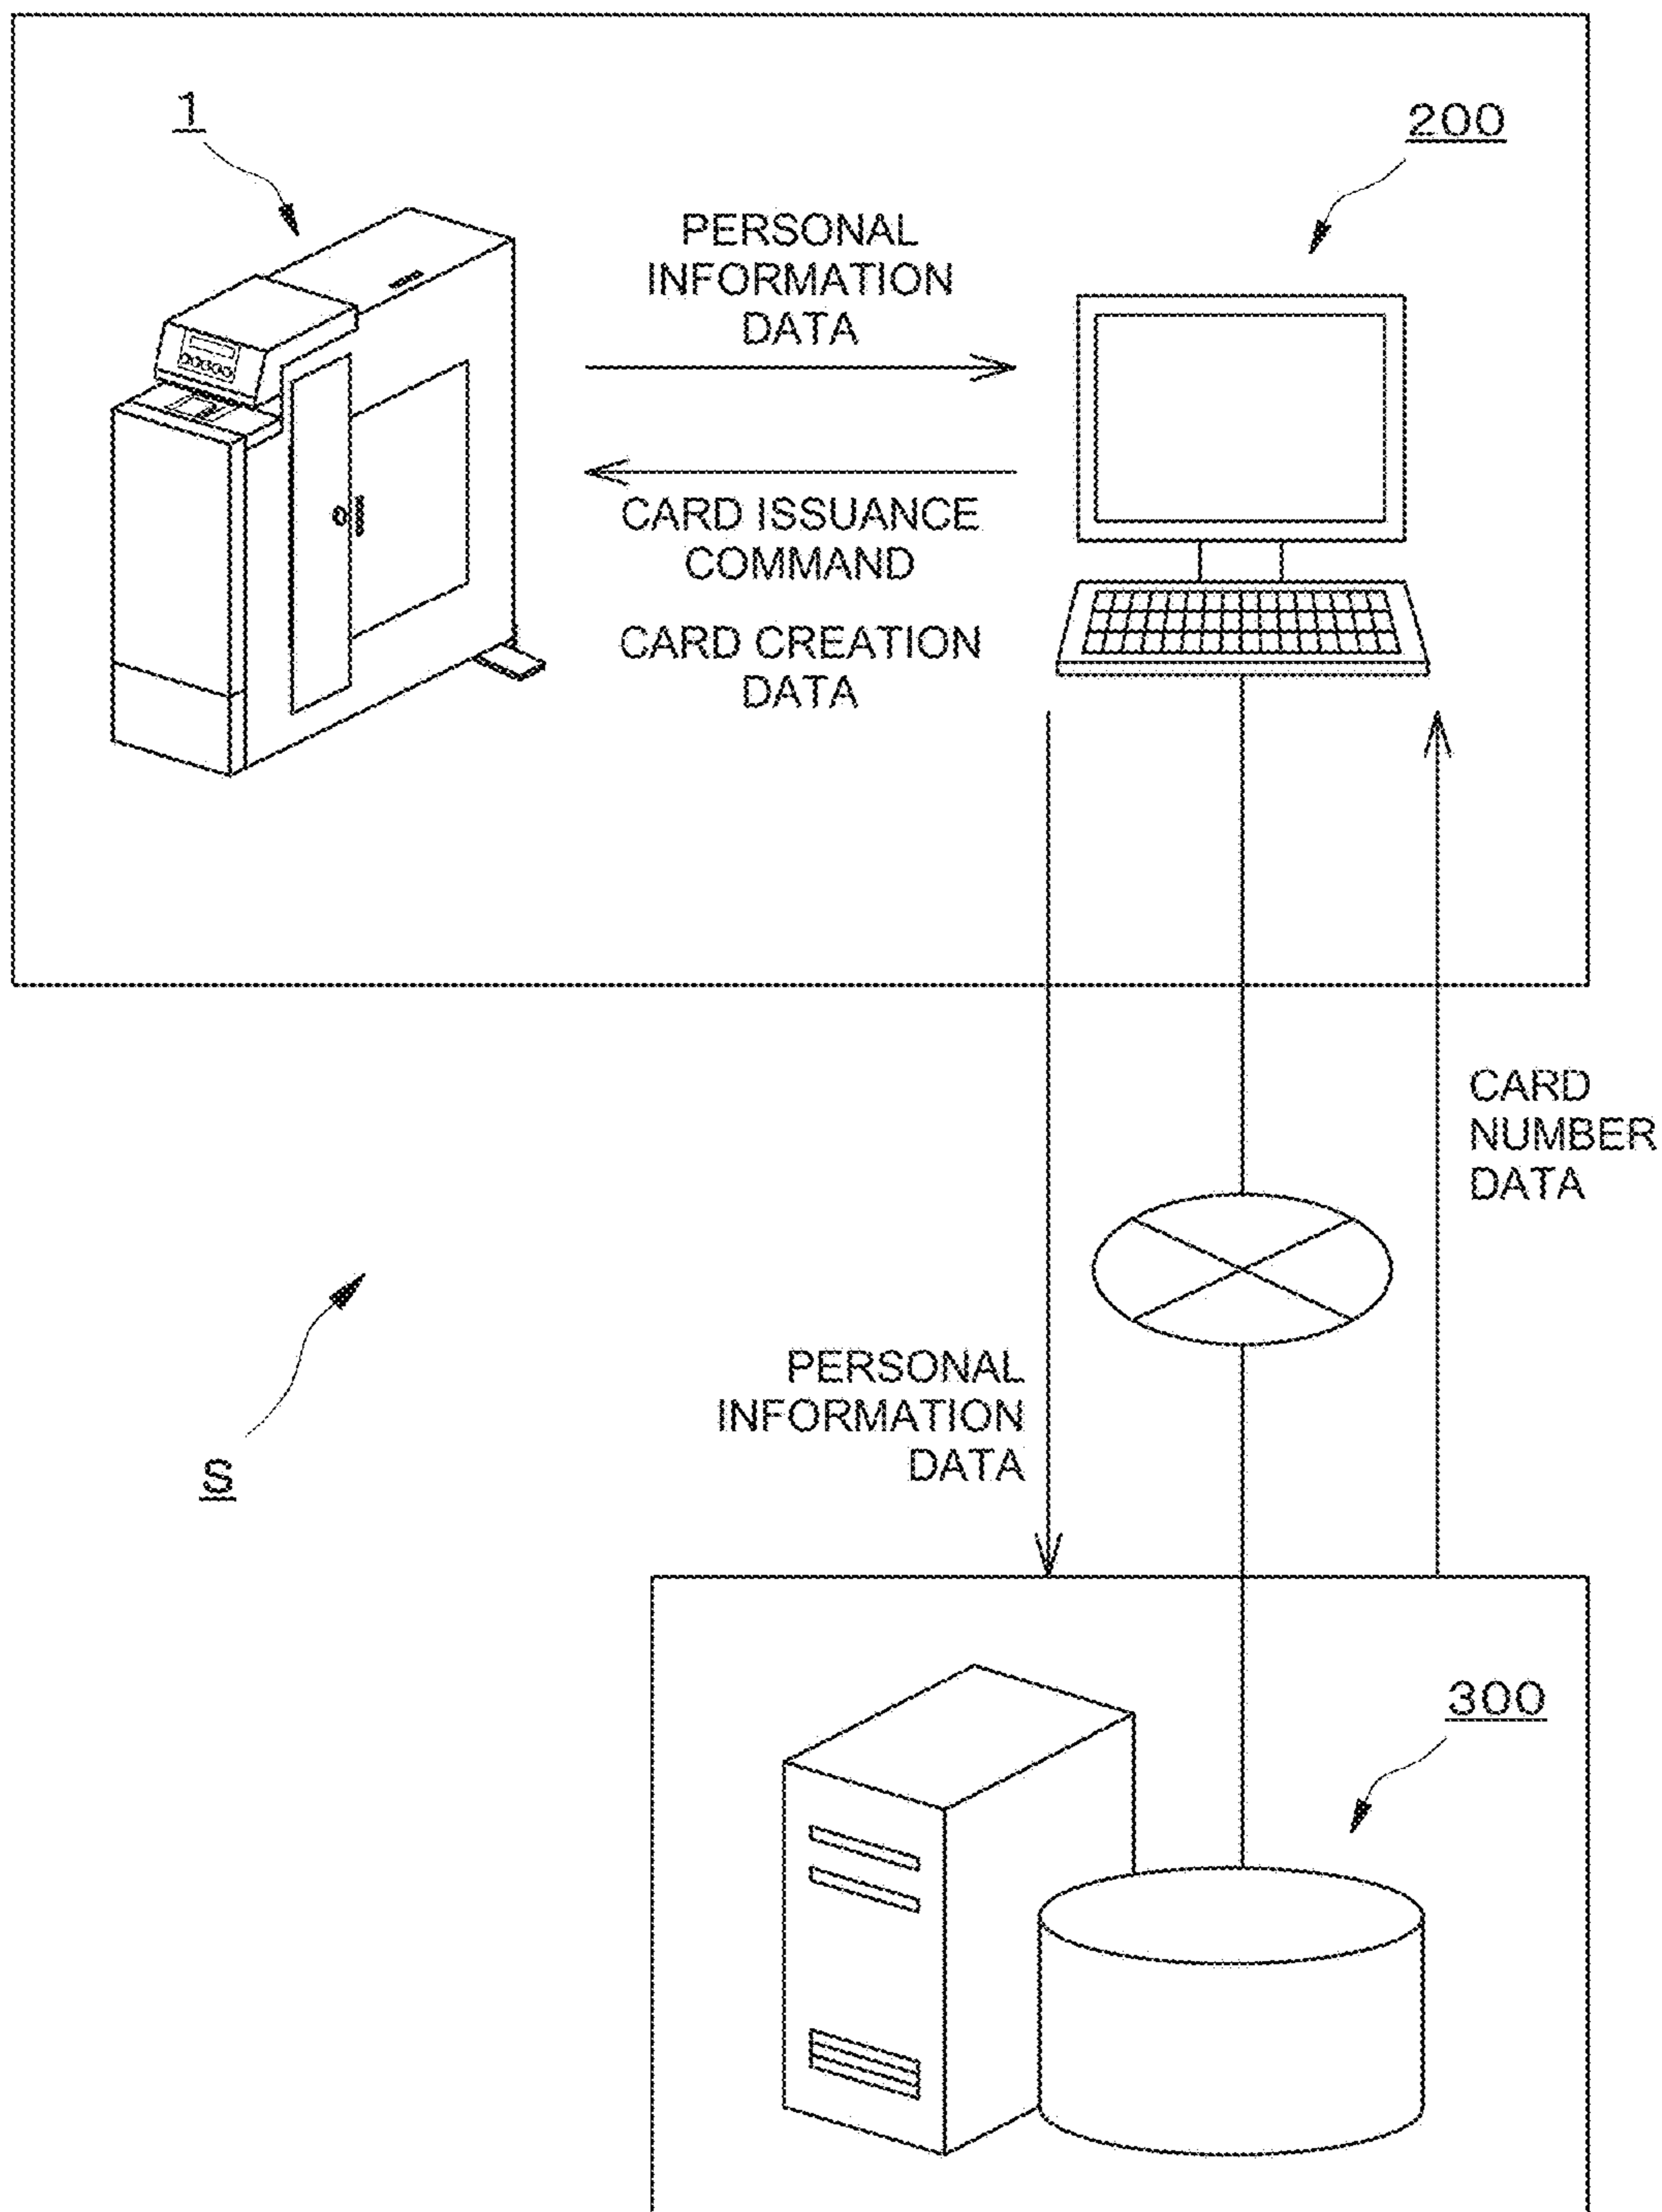 1
200
PERSONAL
INFORMATION
DATA
CARD ISSUANCE
COMMAND
CARD CREATION
DATA
CARD
NUMBER
DATA
PERSONAL
INFORMATION
DATA
S
300